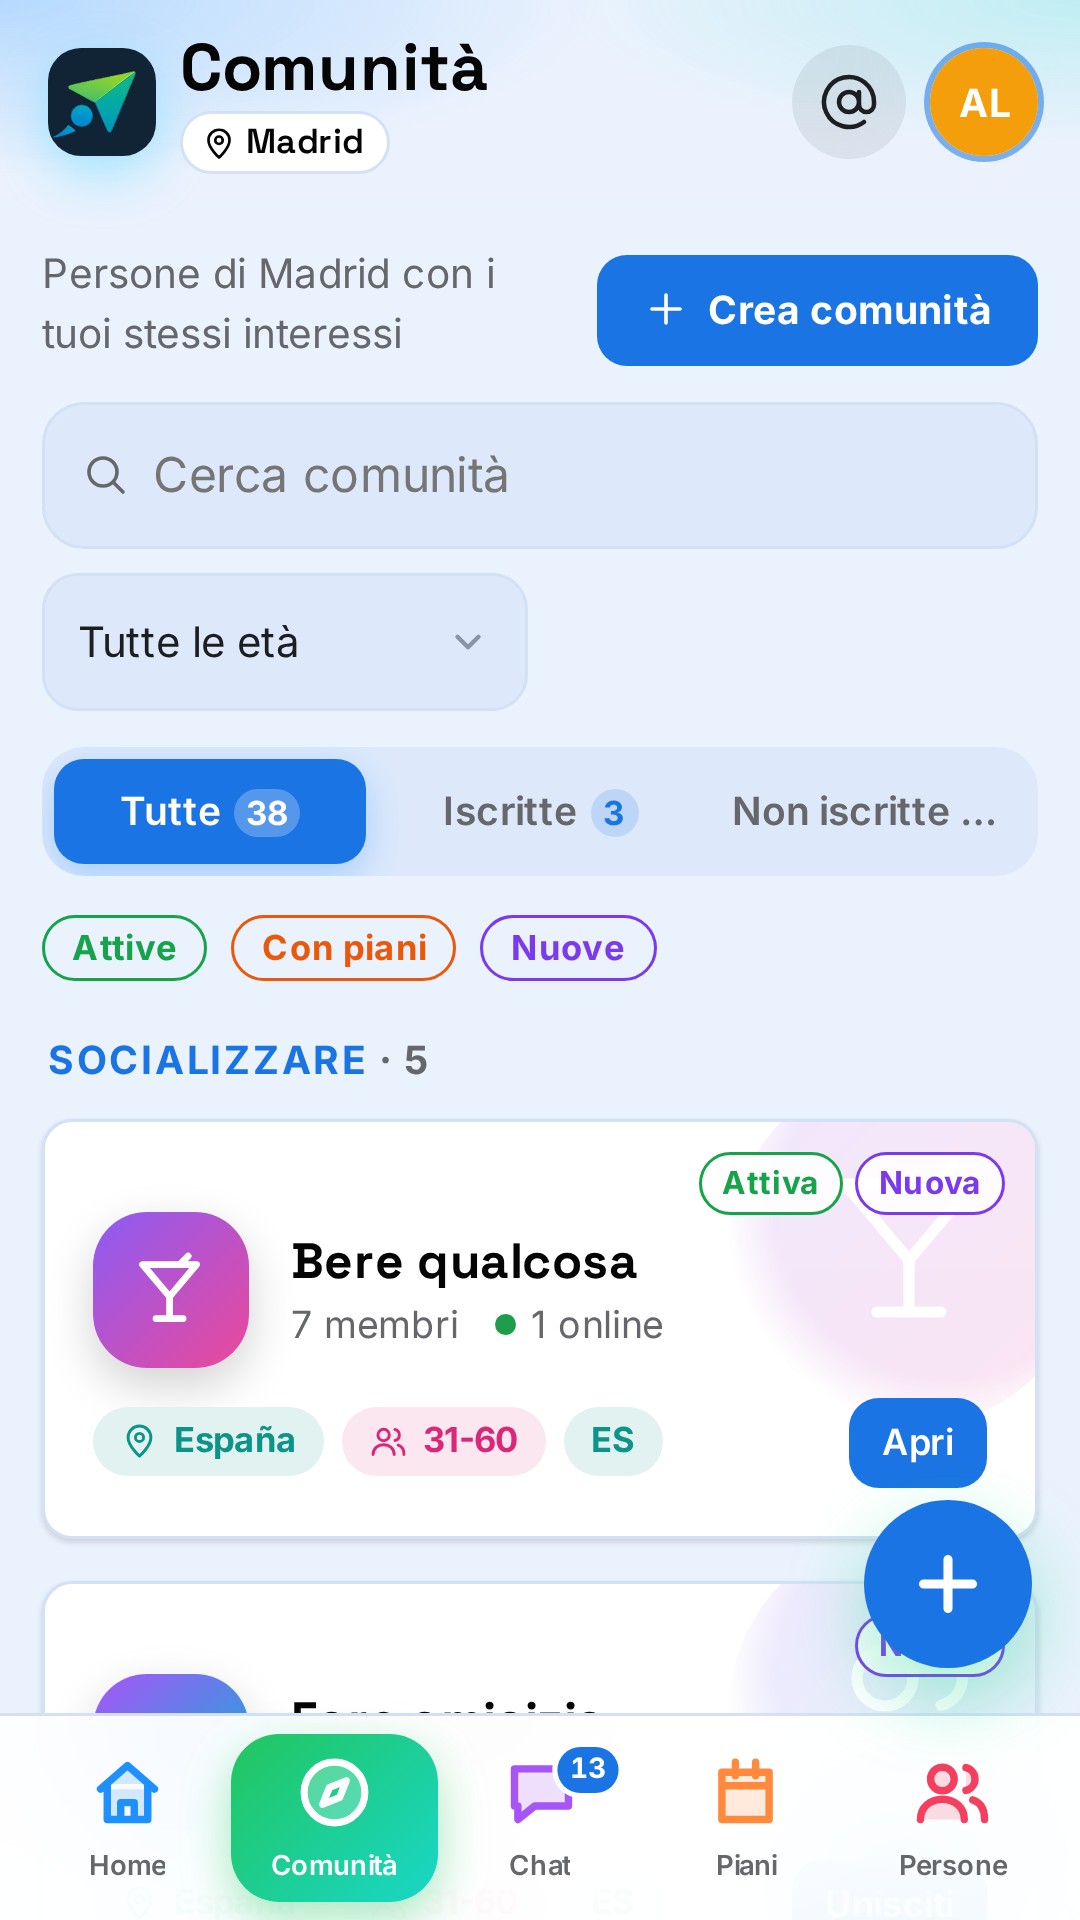 Comunità
Madrid
@
AL
Persone di Madrid con i
tuoi stessi interessi
+ Crea comunità
Cerca comunità
Tutte le età
Tutte 38
Iscritte 3
Non iscritte ...
Attive
Con piani
Nuove
SOCIALIZZARE · 5
Attiva
Nuova
Bere qualcosa
7 membri
1 online
España
31-60
ES
Apri
+
13
Home
Comunità
Chat
Piani
Persone
ES
Unisciti